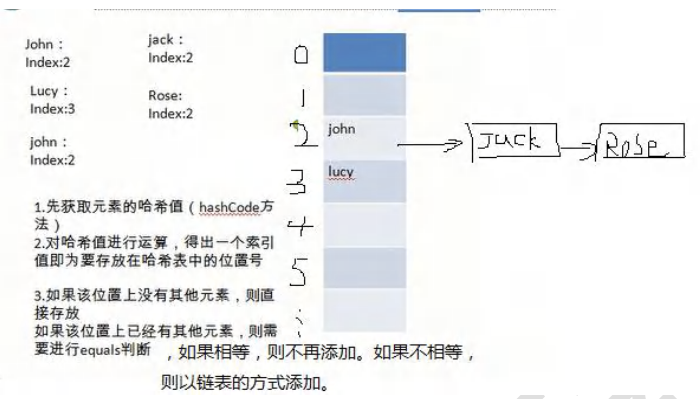 John：
Index:2
jack：
Index:2
Lucy：
Index:3
Rose:
Index:2
john：
Index:2
0
1
2 john
Jack
Rose
3 lucy
4
5
1.先获取元素的哈希值（hashCode方
法）
2.对哈希值进行运算，得出一个索引
值即为要存放在哈希表中的位置号
3.如果该位置上没有其他元素，则直
接存放
如果该位置上已经有其他元素，则需
要进行equals判断 ，如果相等，则不再添加。如果不相等，
则以链表的方式添加。